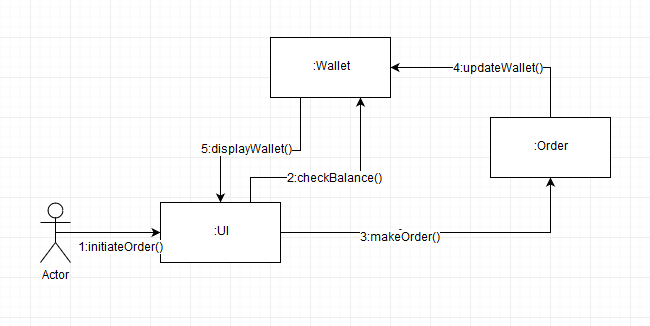 :Wallet
4:updateWallet()
:Order
5:displayWallet()
2:checkBalance()
:UI
3:makeOrder()
1:initiateOrder()
Actor